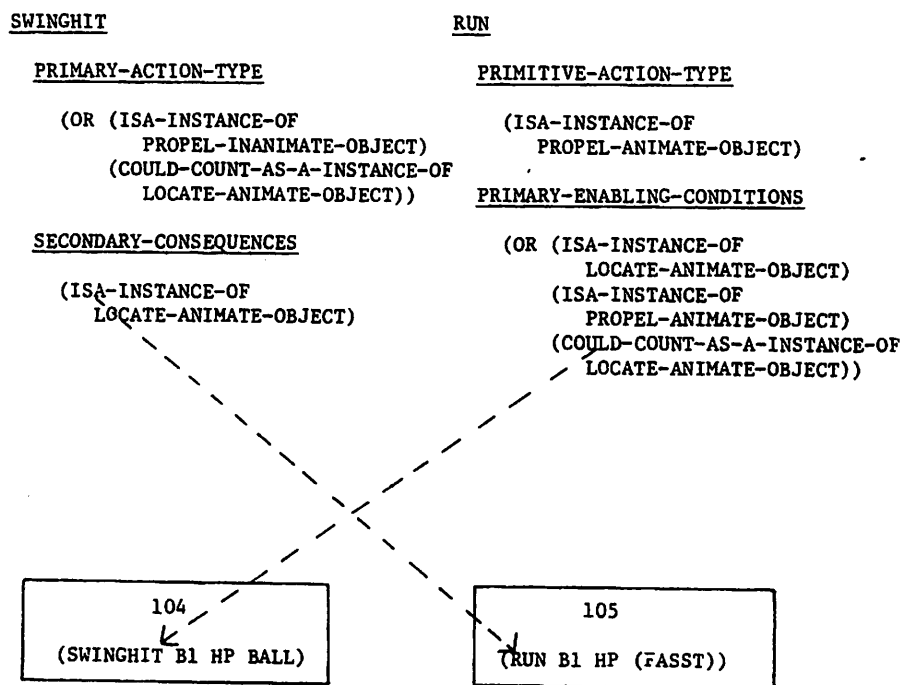 SWINGHIT
PRIMARY-ACTION-TYPE
(OR (ISA-INSTANCE-OF
PROPEL-INANIMATE-OBJECT)
(COULD-COUNT-AS-A-INSTANCE-OF
LOCATE-ANIMATE-OBJECT))
SECONDARY-CONSEQUENCES
(ISA-INSTANCE-OF
LOCATE-ANIMATE-OBJECT)
RUN
PRIMITIVE-ACTION-TYPE
(ISA-INSTANCE-OF
PROPEL-ANIMATE-OBJECT)
PRIMARY-ENABLING-CONDITIONS
(OR (ISA-INSTANCE-OF
LOCATE-ANIMATE-OBJECT)
(ISA-INSTANCE-OF
PROPEL-ANIMATE-OBJECT)
(COULD-COUNT-AS-A-INSTANCE-OF
LOCATE-ANIMATE-OBJECT))
104
(SWINGHIT B1 HP BALL)
105
(RUN B1 HP (FASST))